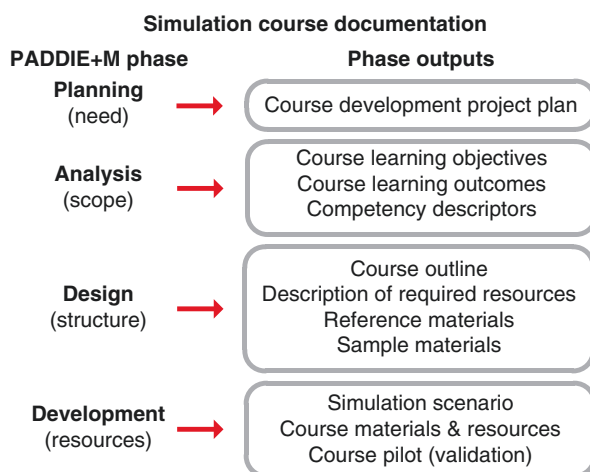 Simulation course documentation
PADDIE+M phase
Phase outputs
Planning
(need)
Course development project plan
Analysis
(scope)
Course learning objectives
Course learning outcomes
Competency descriptors
Design
(structure)
Course outline
Description of required resources
Reference materials
Sample materials
Development
(resources)
Simulation scenario
Course materials & resources
Course pilot (validation)